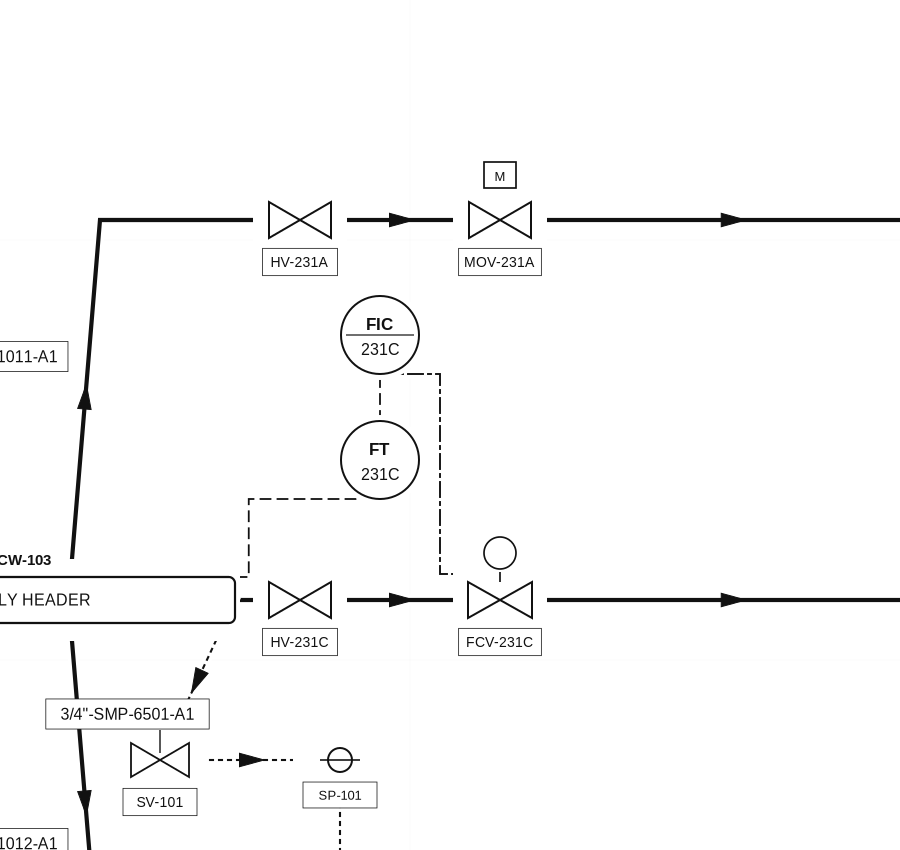 M
HV-231A
MOV-231A
FIC
231C
1011-A1
FT
231C
CW-103
LY HEADER
HV-231C
FCV-231C
3/4"-SMP-6501-A1
SV-101
SP-101
1012-A1